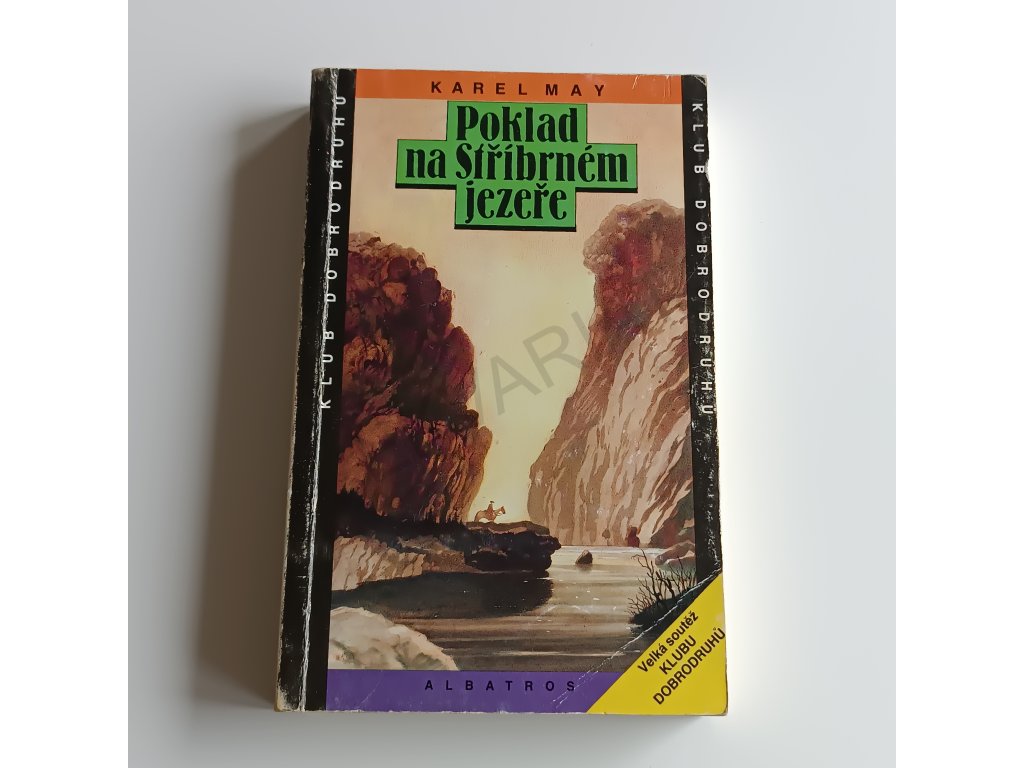 KAREL MAY
Poklad
na Stříbrném
jezeře
KLUB DOBRODRUHŮ
KLUB DOBRODRUHŮ
Velká soutěž
KLUBU
DOBRODRUHŮ
ALBATROS